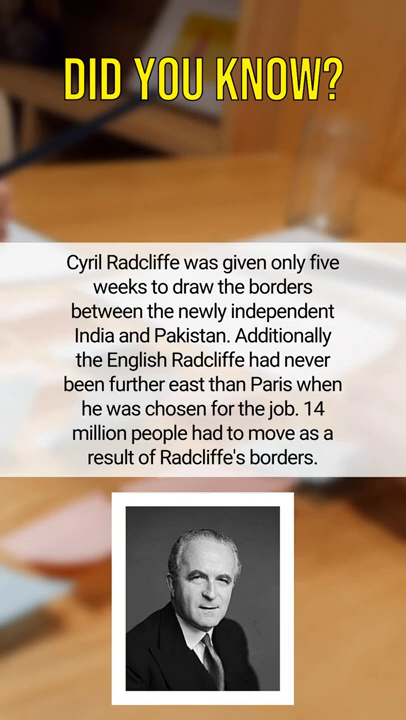 DID YOU KNOW?
Cyril Radcliffe was given only five
weeks to draw the borders
between the newly independent
India and Pakistan. Additionally
the English Radcliffe had never
been further east than Paris when
he was chosen for the job. 14
million people had to move as a
result of Radcliffe's borders.